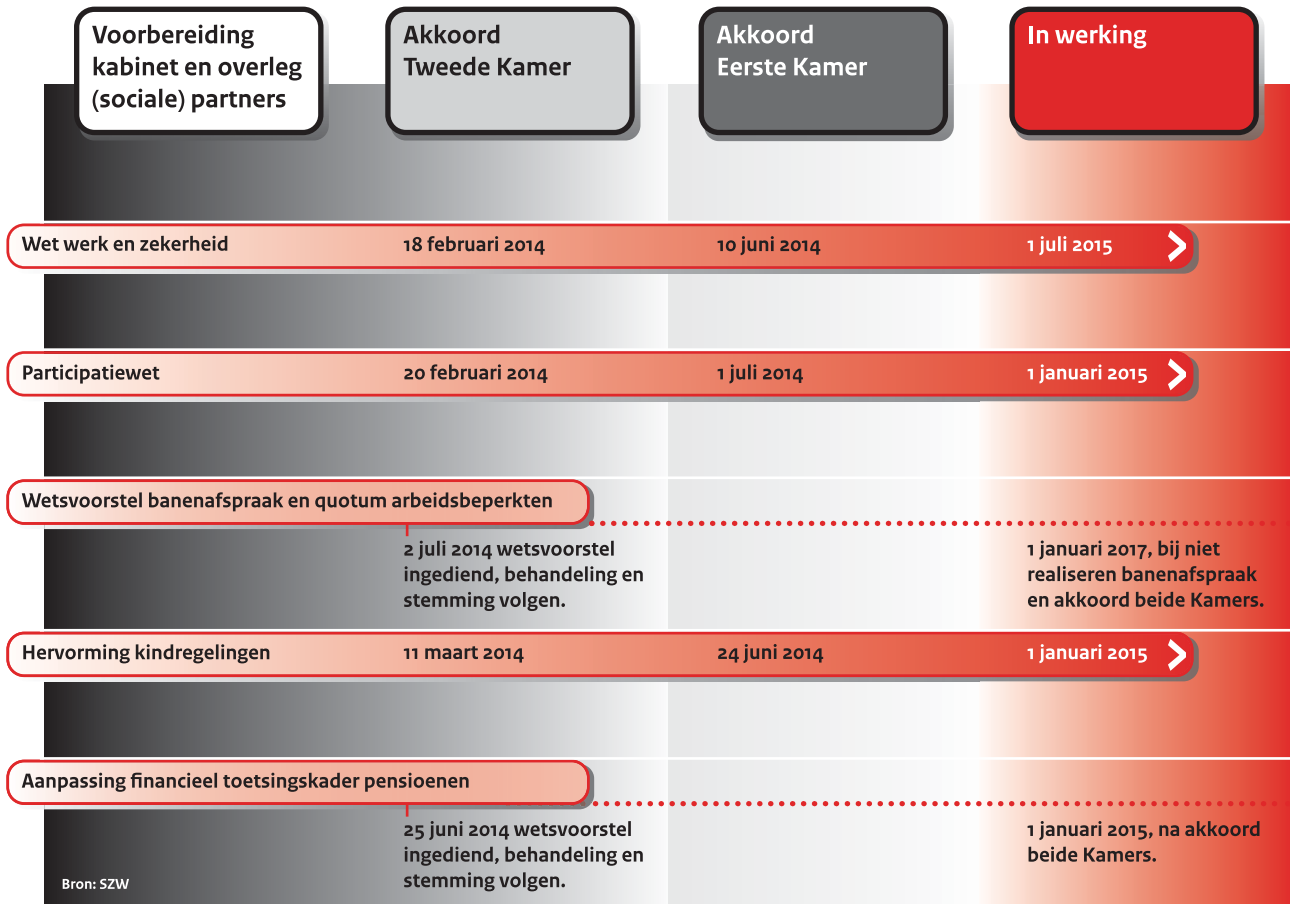 Voorbereiding
kabinet en overleg
(sociale) partners
Akkoord
Tweede Kamer
Akkoord
Eerste Kamer
In werking
Wet werk en zekerheid
18 februari 2014
10 juni 2014
1 juli 2015
Participatiewet
20 februari 2014
1 juli 2014
1 januari 2015
Wetsvoorstel banenafspraak en quotum arbeidsbeperkten
2 juli 2014 wetsvoorstel
ingediend, behandeling en
stemming volgen.
1 januari 2017, bij niet
realiseren banenafspraak
en akkoord beide Kamers.
Hervorming kindregelingen
11 maart 2014
24 juni 2014
1 januari 2015
Aanpassing financieel toetsingskader pensioenen
25 juni 2014 wetsvoorstel
ingediend, behandeling en
stemming volgen.
1 januari 2015, na akkoord
beide Kamers.
Bron: SZW